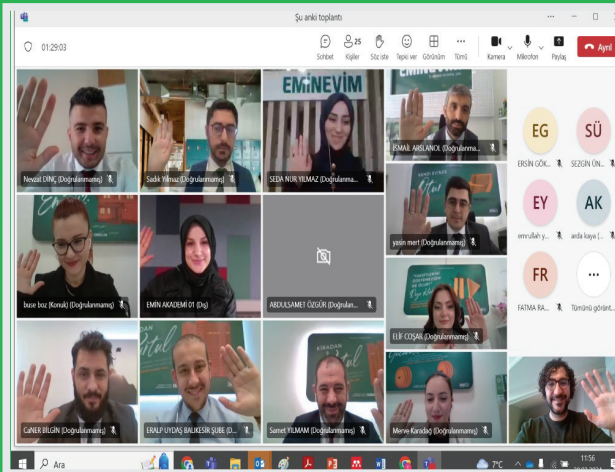 Şu anki toplantı
01:29:03
25
Sohbet Kişiler Söz iste Tepki ver Görünüm Tümü Kamera Mikrofon Paylaş Ayrıl
EMİNEVİM
Nevzat DİNÇ (Doğrulanmamış)
Sadık Yılmaz (Doğrulanmamış)
SEDA NUR YILMAZ (Doğrulanma...
İSMAİL ARSLANOL (Doğrulanma...
EG
ERSİN GÖK...
SÜ
SEZGİN ÜN...
buse boz (Konuk) (Doğrulanmamış)
EMİN AKADEMİ 01 (Dış)
ABDULSAMET ÖZGÜR (Doğrulan...
yasin mert (Doğrulanmamış)
EY
emrullah y...
AK
arda kaya (...
ELİF COŞAK (Doğrulanmamış)
FR
FATMA RA...
...
Tümünü görünt...
CaNER BİLGİN (Doğrulanmamış)
ERALP UYDAŞ BALIKESİR ŞUBE (D...
KİRADAN
Samet YILMAM (Doğrulanmamış)
Merve Karadağ (Doğrulanmamış)
Ara
7°C
11:56